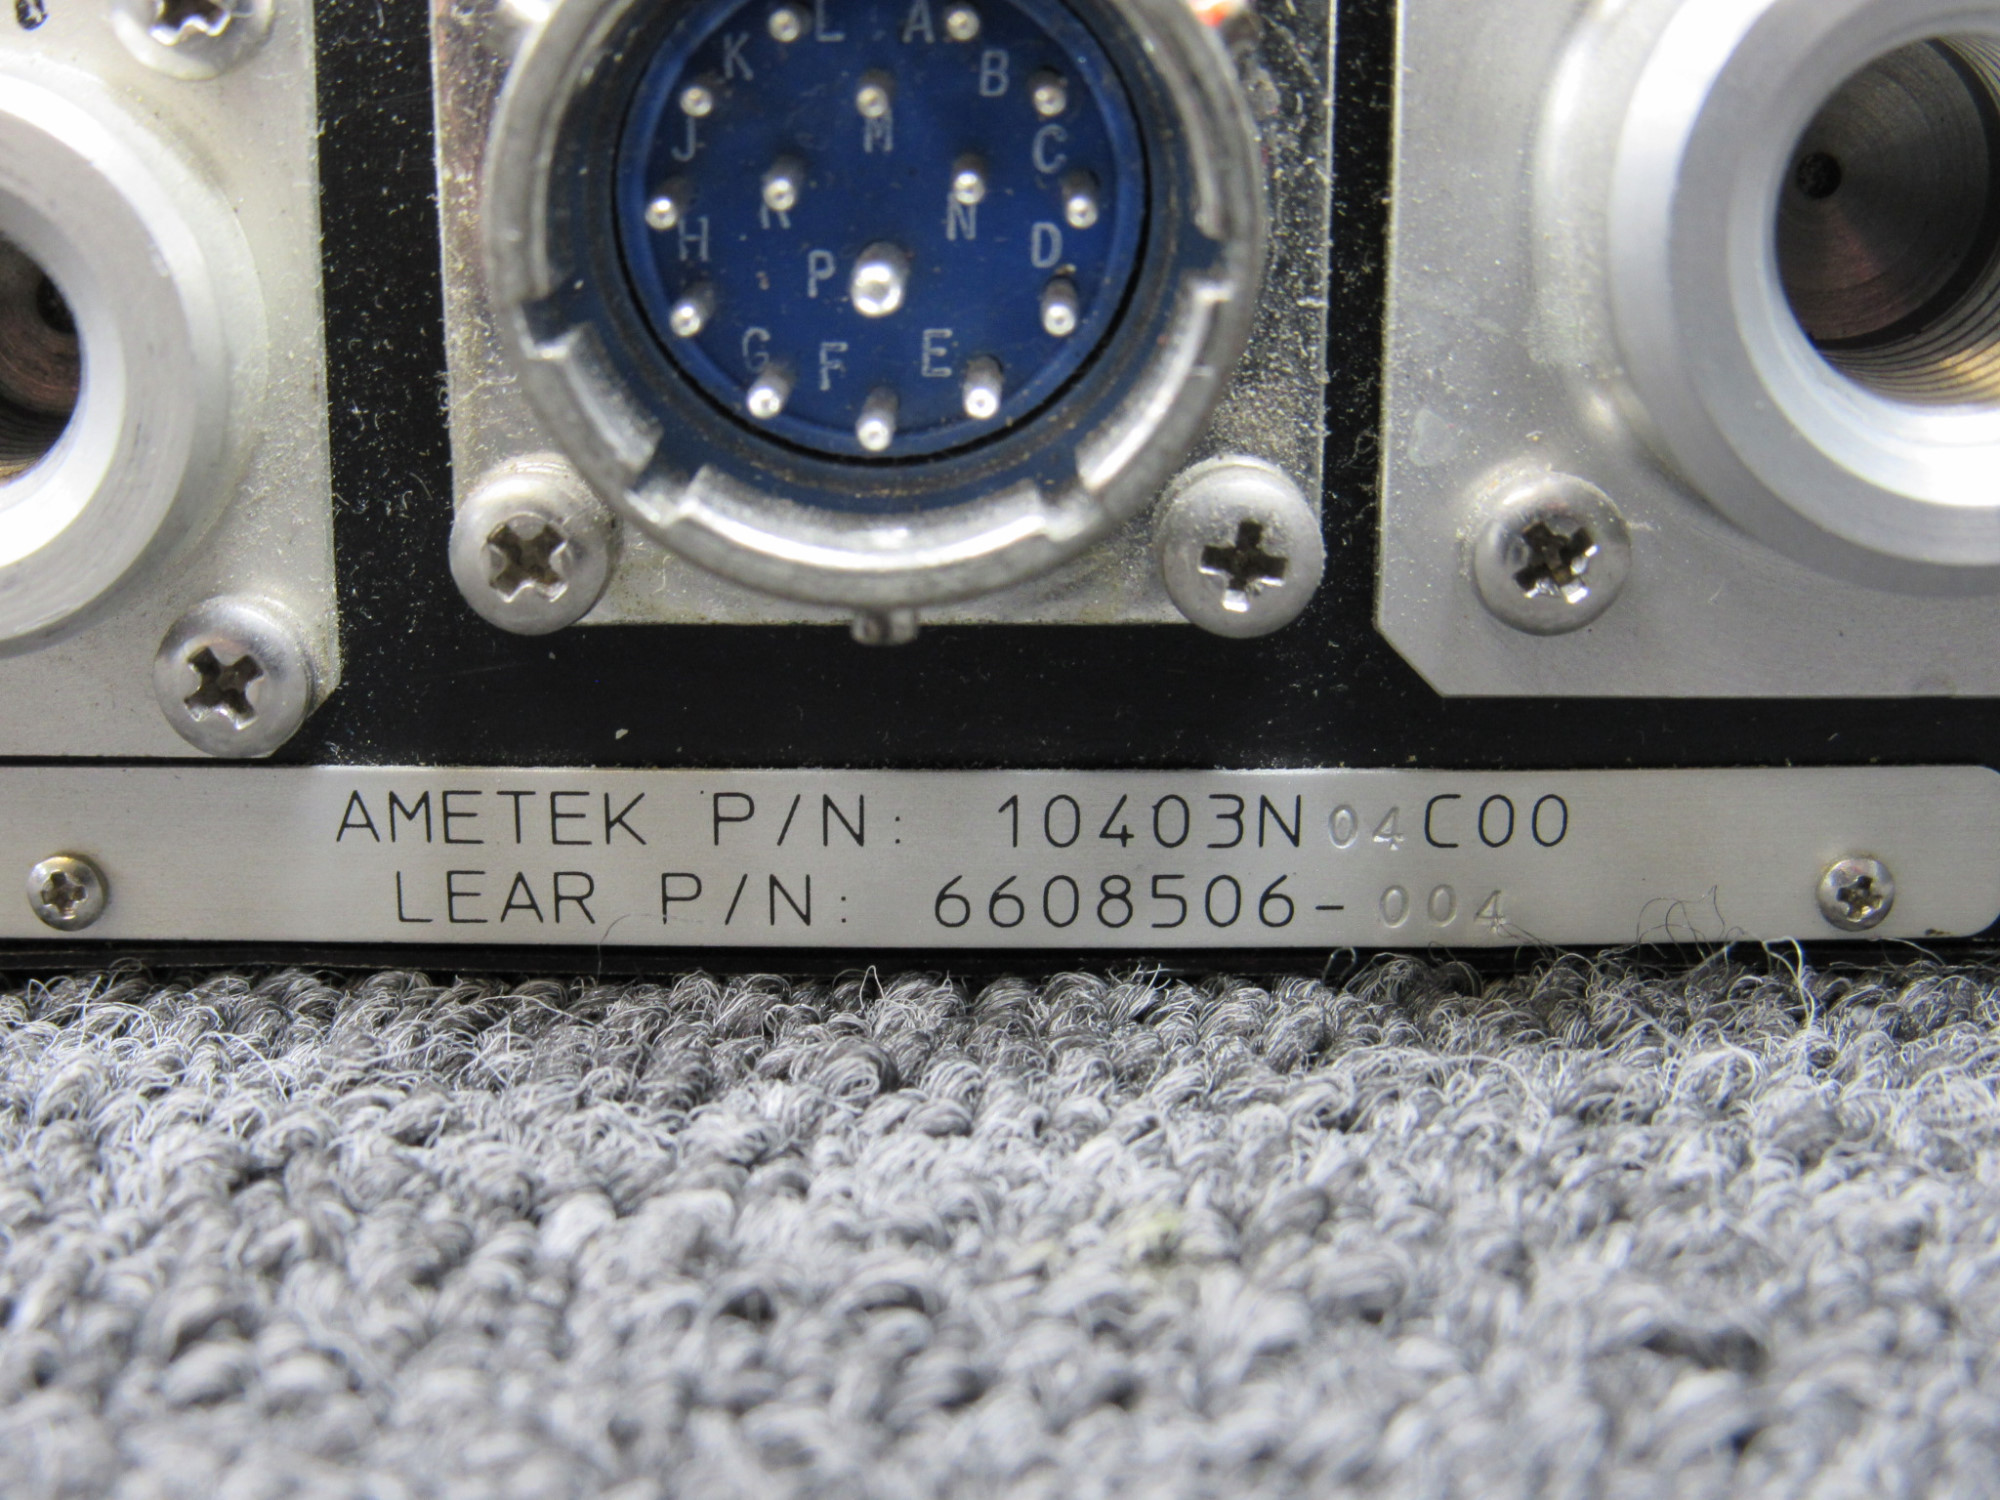 L A
K B
J M C
H R N D
P
G F E
AMETEK P/N: 10403N04C00
LEAR P/N: 6608506-004